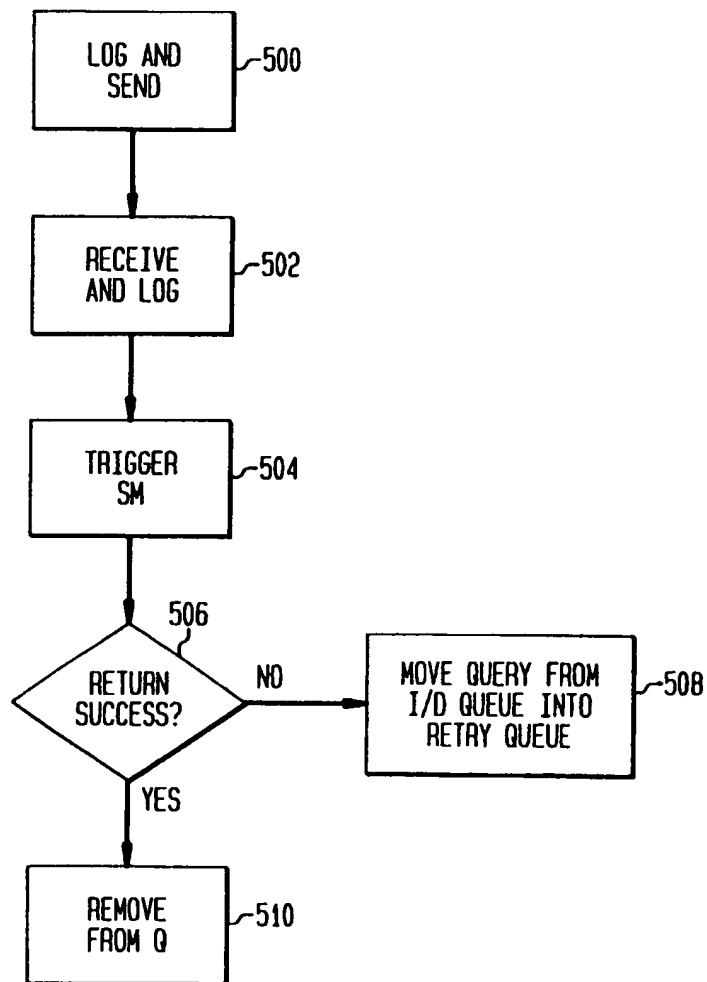 LOG AND
SEND
500
RECEIVE
AND LOG
502
TRIGGER
SM
504
506
RETURN
SUCCESS?
NO
MOVE QUERY FROM
I/D QUEUE INTO
RETRY QUEUE
508
YES
REMOVE
FROM Q
510